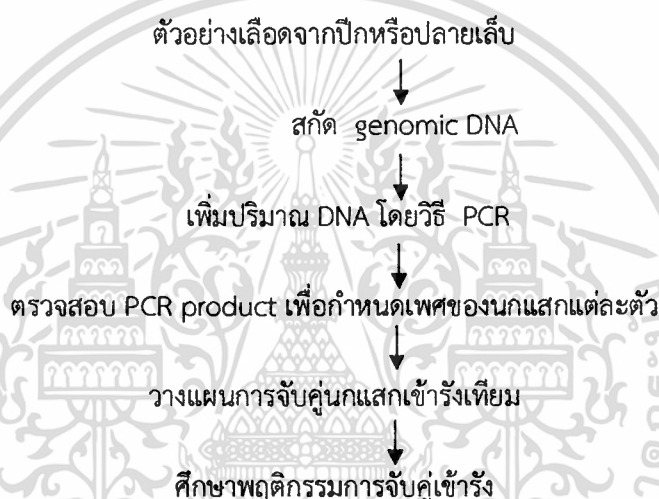 ตัวอย่างเลือดจากปีกหรือปลายเล็บ
สกัด genomic DNA
เพิ่มปริมาณ DNA โดยวิธี PCR
ตรวจสอบ PCR product เพื่อกำหนดเพศของนกแสกแต่ละตัว
วางแผนการจับคู่นกแสกเข้ารังเทียม
ศึกษาพฤติกรรมการจับคู่เข้ารัง